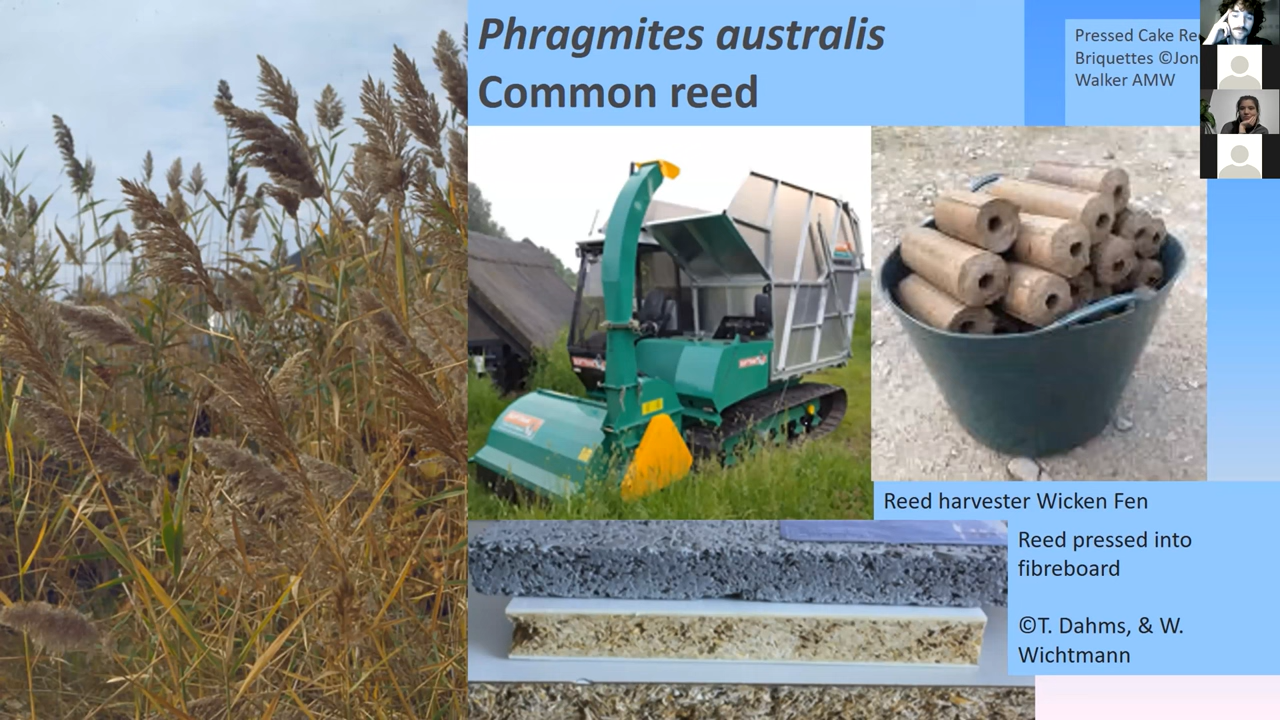 Phragmites australis
Common reed
Pressed Cake Re
Briquettes ©Jon
Walker AMW
Reed harvester Wicken Fen
Reed pressed into
fibreboard
©T. Dahms, & W.
Wichtmann